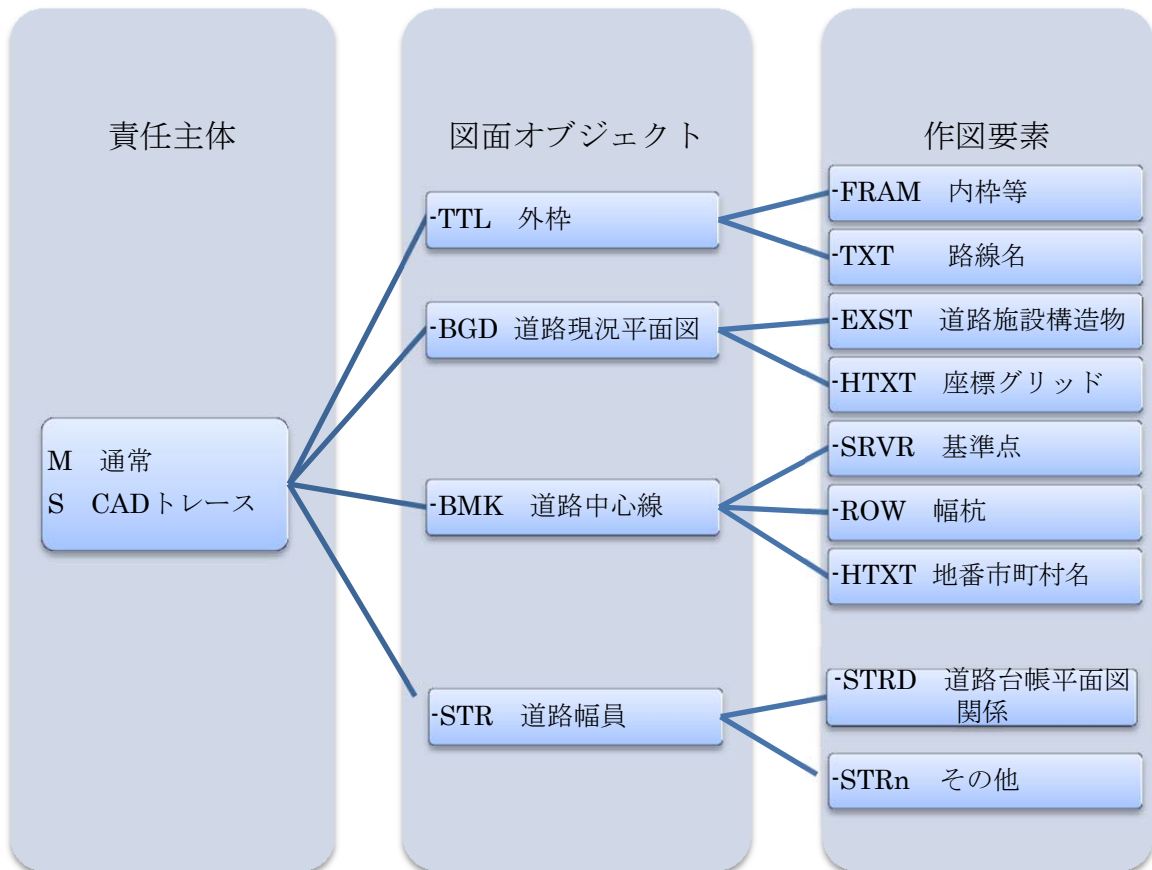 責任主体
図面オブジェクト
作図要素
M 通常
S CADトレース
-TTL 外枠
-BGD 道路現況平面図
-BMK 道路中心線
-STR 道路幅員
-FRAM 内枠等
-TXT 路線名
-EXST 道路施設構造物
-HTXT 座標グリッド
-SRVR 基準点
-ROW 幅杭
-HTXT 地番市町村名
-STRD 道路台帳平面図
関係
-STRn その他